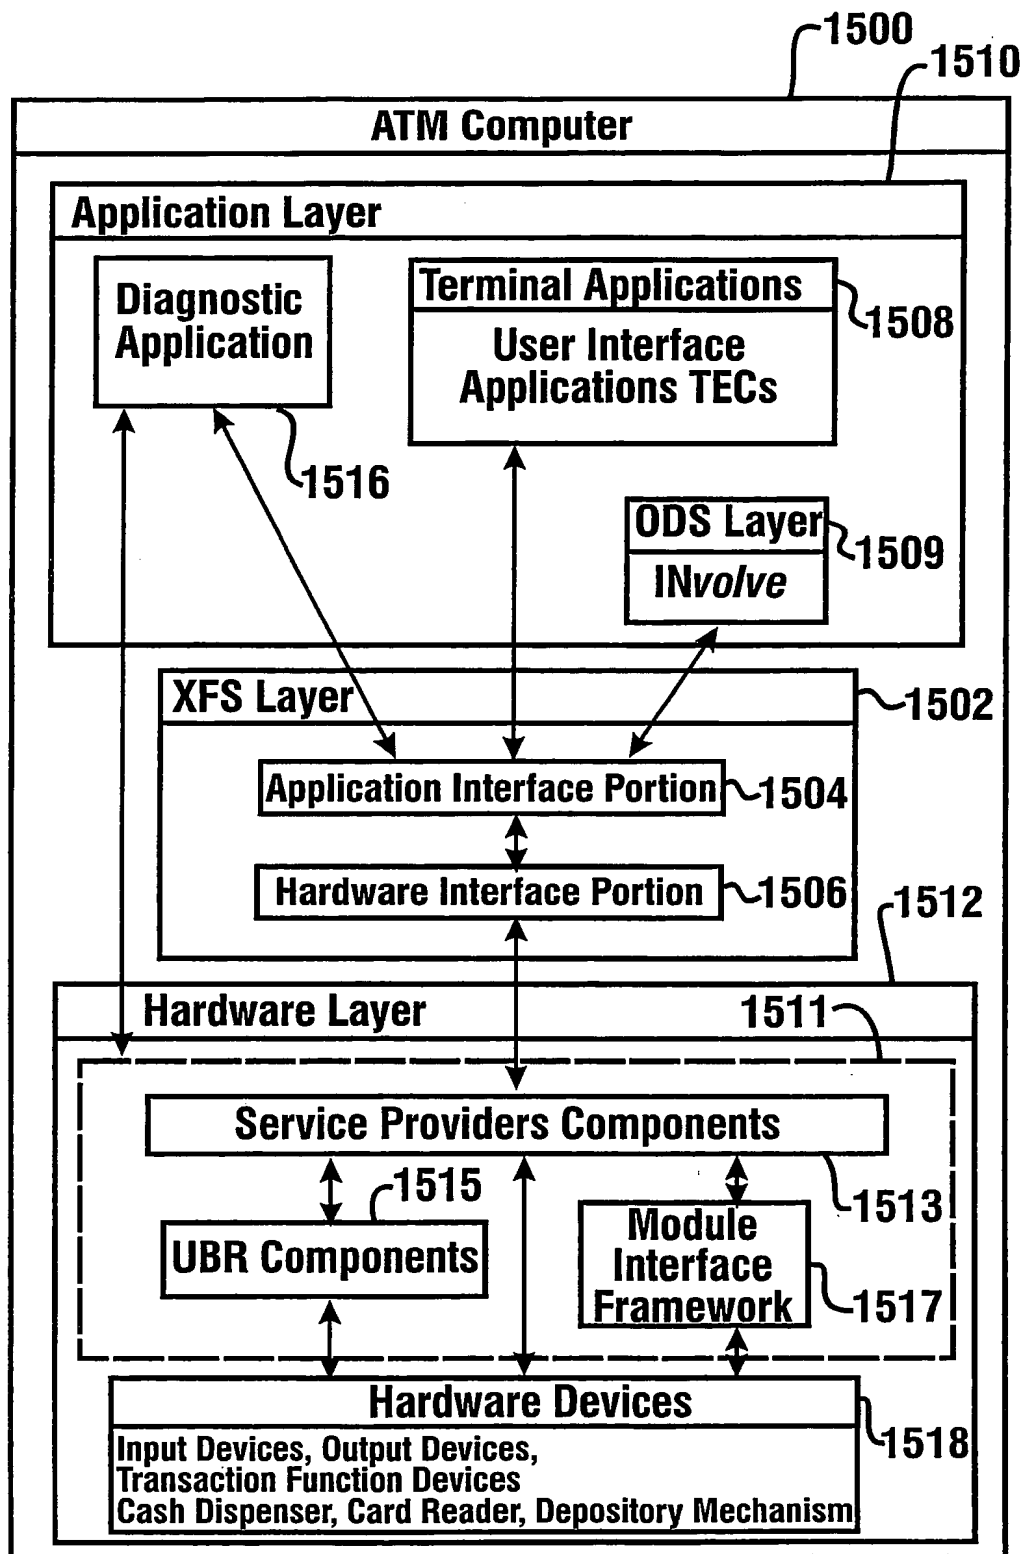 1500
1510
ATM Computer
Application Layer
Diagnostic
Application
1516
Terminal Applications
1508
User Interface
Applications TECs
ODS Layer
1509
INvolve
XFS Layer
1502
Application Interface Portion
1504
Hardware Interface Portion
1506
1512
Hardware Layer
1511
Service Providers Components
1513
1515
UBR Components
Module
Interface
Framework
1517
Hardware Devices
1518
Input Devices, Output Devices,
Transaction Function Devices
Cash Dispenser, Card Reader, Depository Mechanism